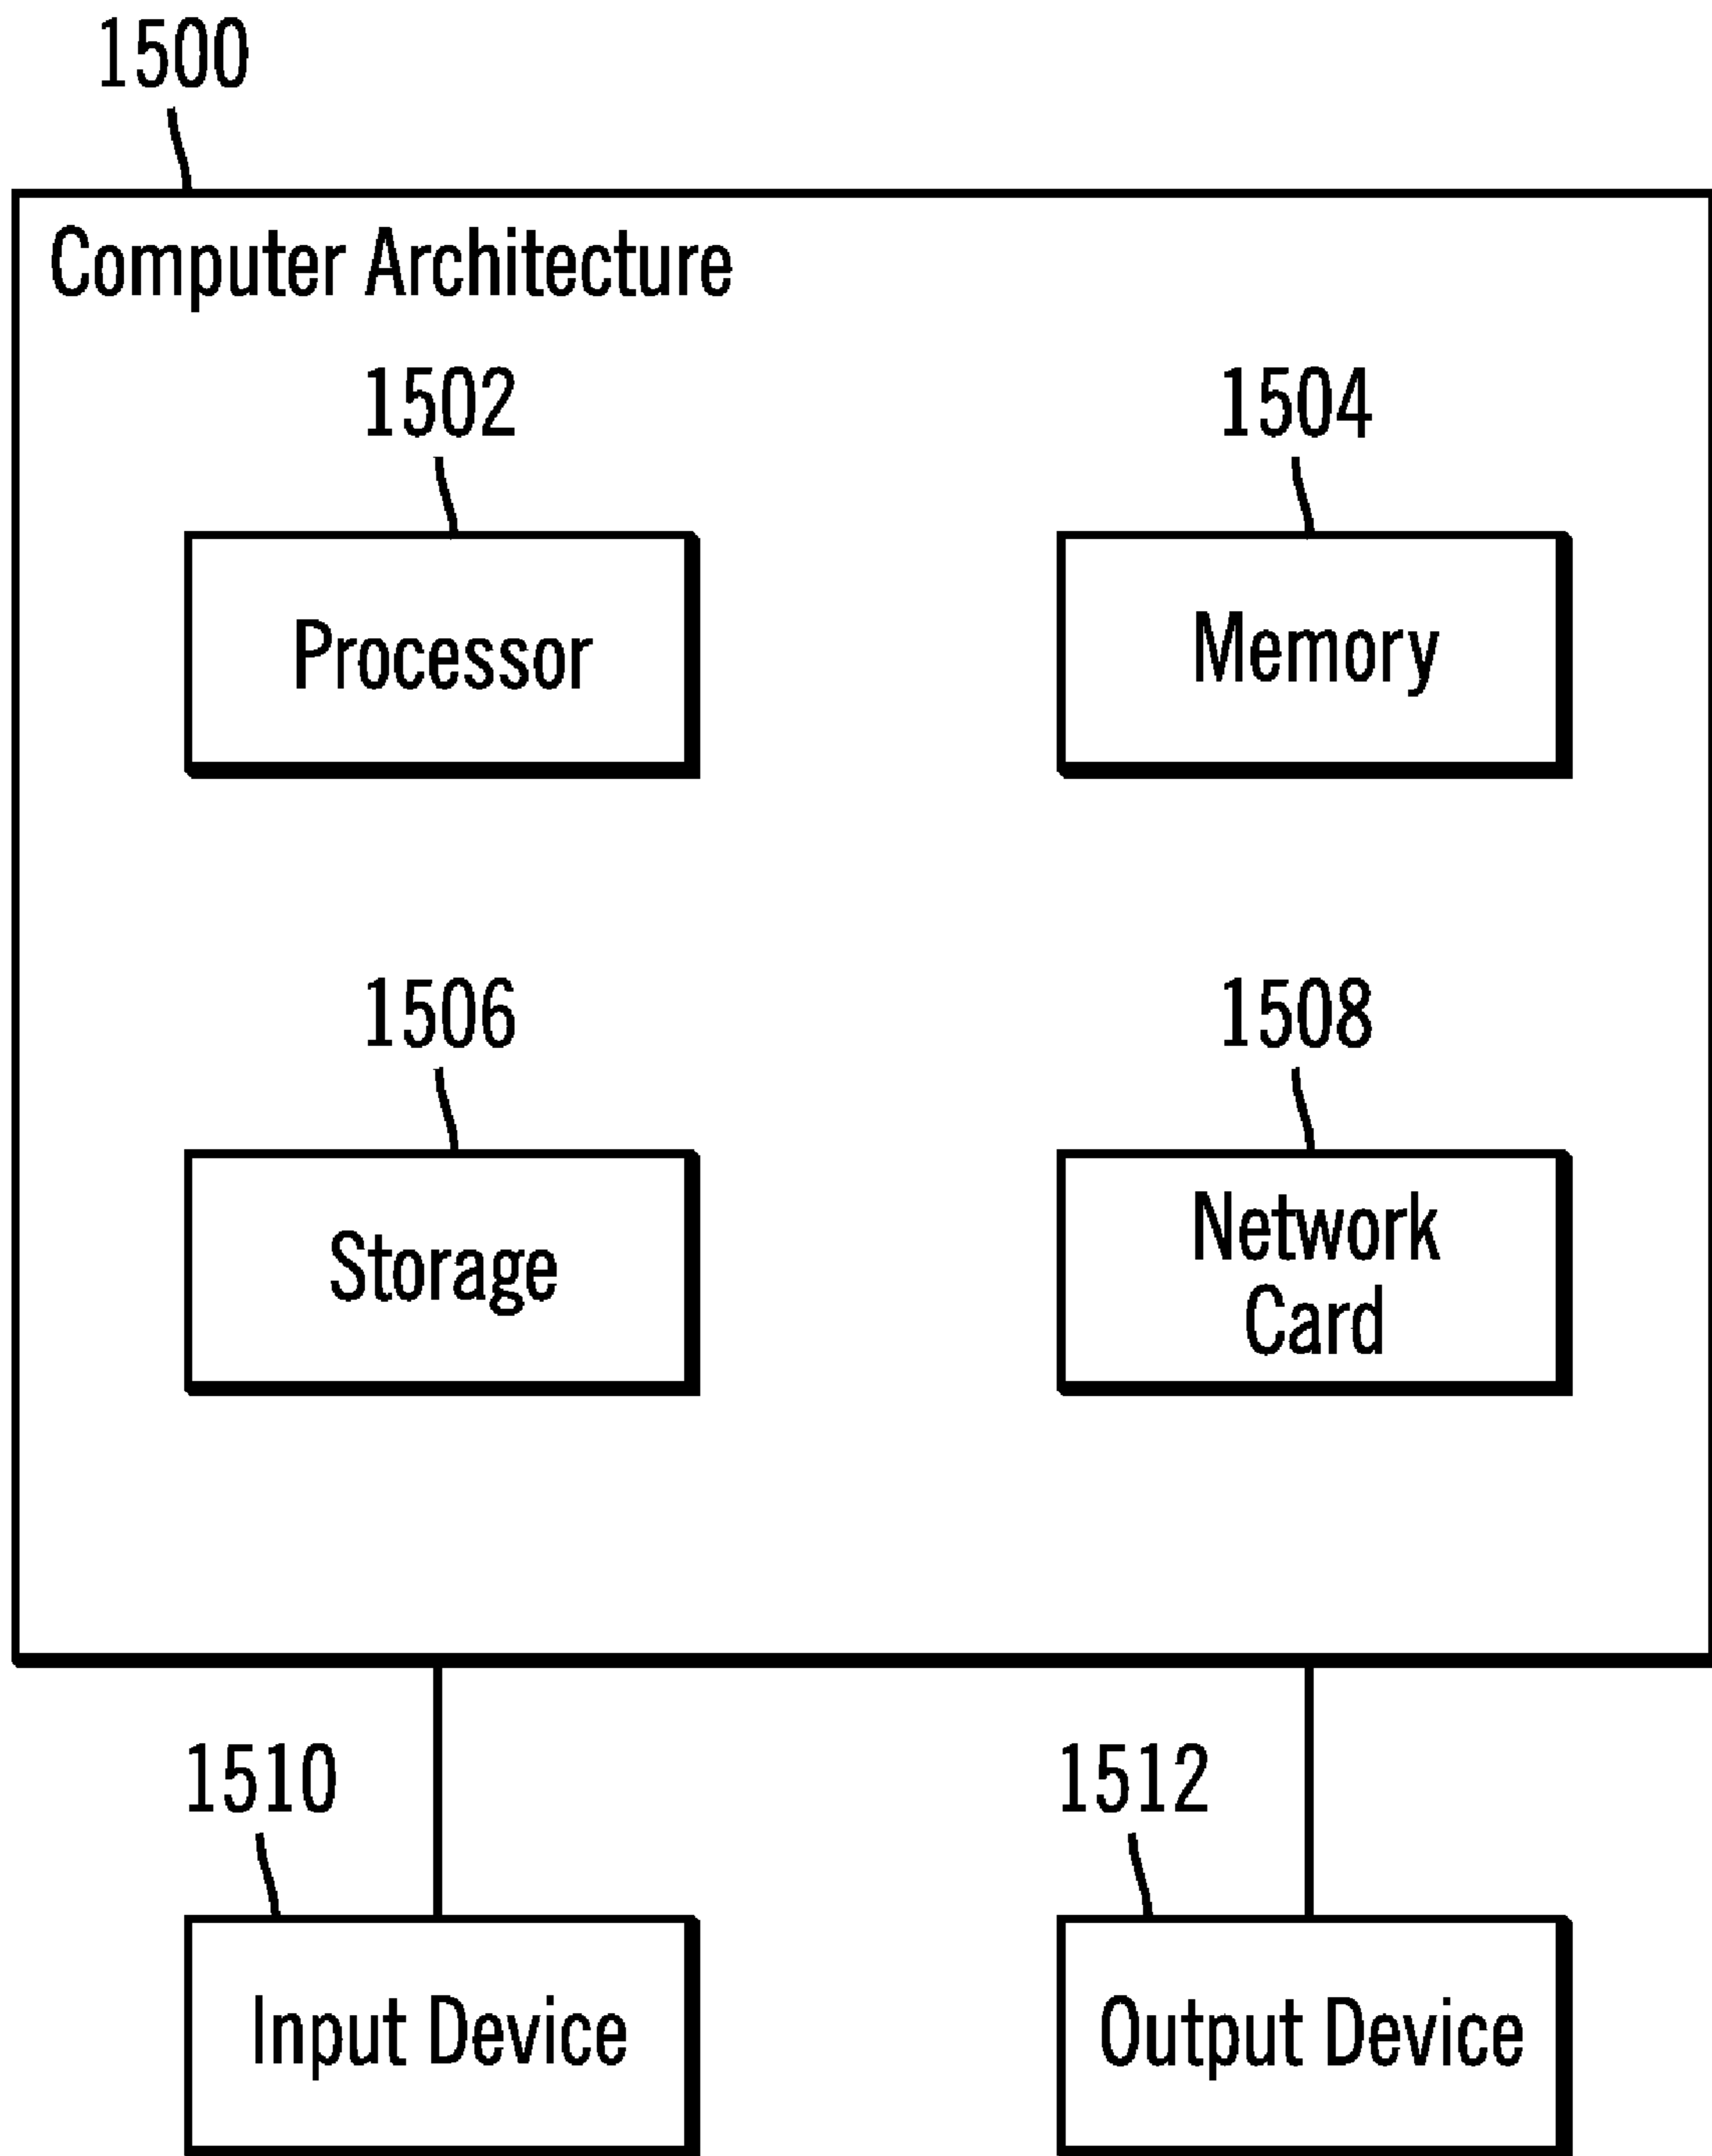 1500
Computer Architecture
1502
1504
Processor
Memory
1506
1508
Storage
Network
Card
1510
1512
Input Device
Output Device